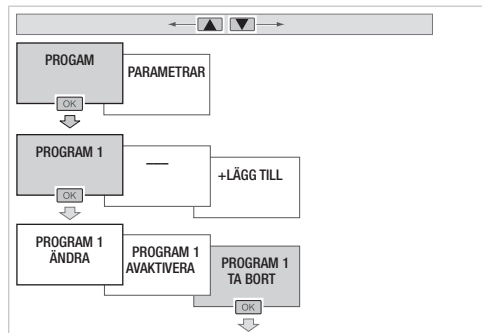 PROGAM
PARAMETRAR
OK
PROGRAM 1
___
+LÄGG TILL
OK
PROGRAM 1
ÄNDRA
PROGRAM 1
AVAKTIVERA
PROGRAM 1
TA BORT
OK